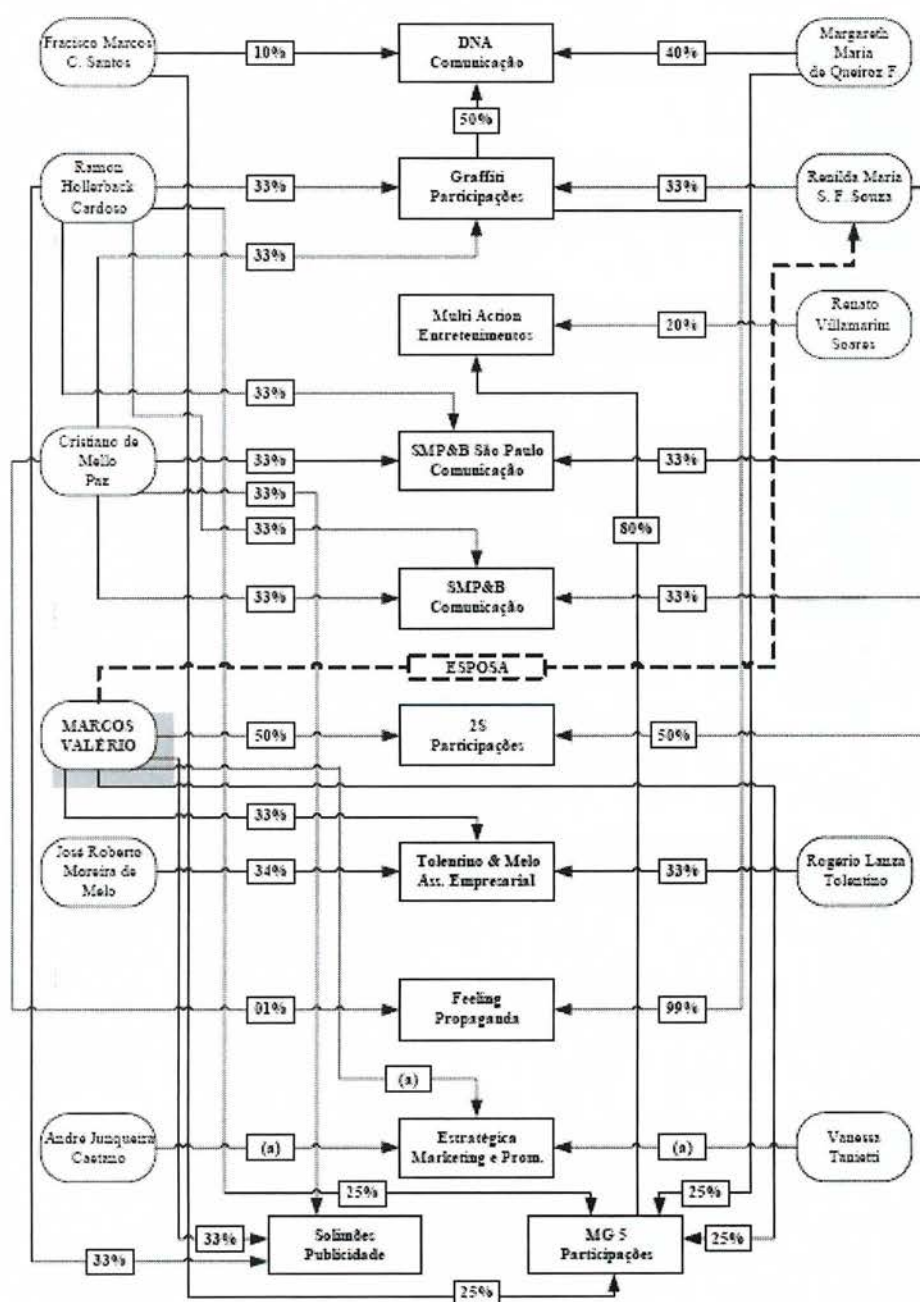 Fracisco Marcos
C. Santos
10%
DNA
Comunicação
40%
Margareth
Maria
de Queiroz F.
50%
Ramon
Hollerback
Cardoso
33%
Graffiti
Participações
33%
Renilda Maria
S. F. Souza
33%
Multi Action
Entretenimentos
20%
Renato
Villamarim
Soares
33%
Cristiano de
Mello
Paz
33%
SMP&B São Paulo
Comunicação
33%
33%
33%
80%
33%
SMP&B
Comunicação
33%
ESPOSA
MARCOS
VALÉRIO
50%
2S
Participações
50%
33%
José Roberto
Moreira de
Melo
34%
Tolentino & Melo
Ass. Empresarial
33%
Rogerio Lanza
Tolentino
01%
Feeling
Propaganda
99%
(a)
Andre Junqueira
Caetano
(a)
Estratégica
Marketing e Prom.
(a)
Vanessa
Tanietti
25%
25%
33%
Solimões
Publicidade
MG 5
Participações
25%
33%
25%